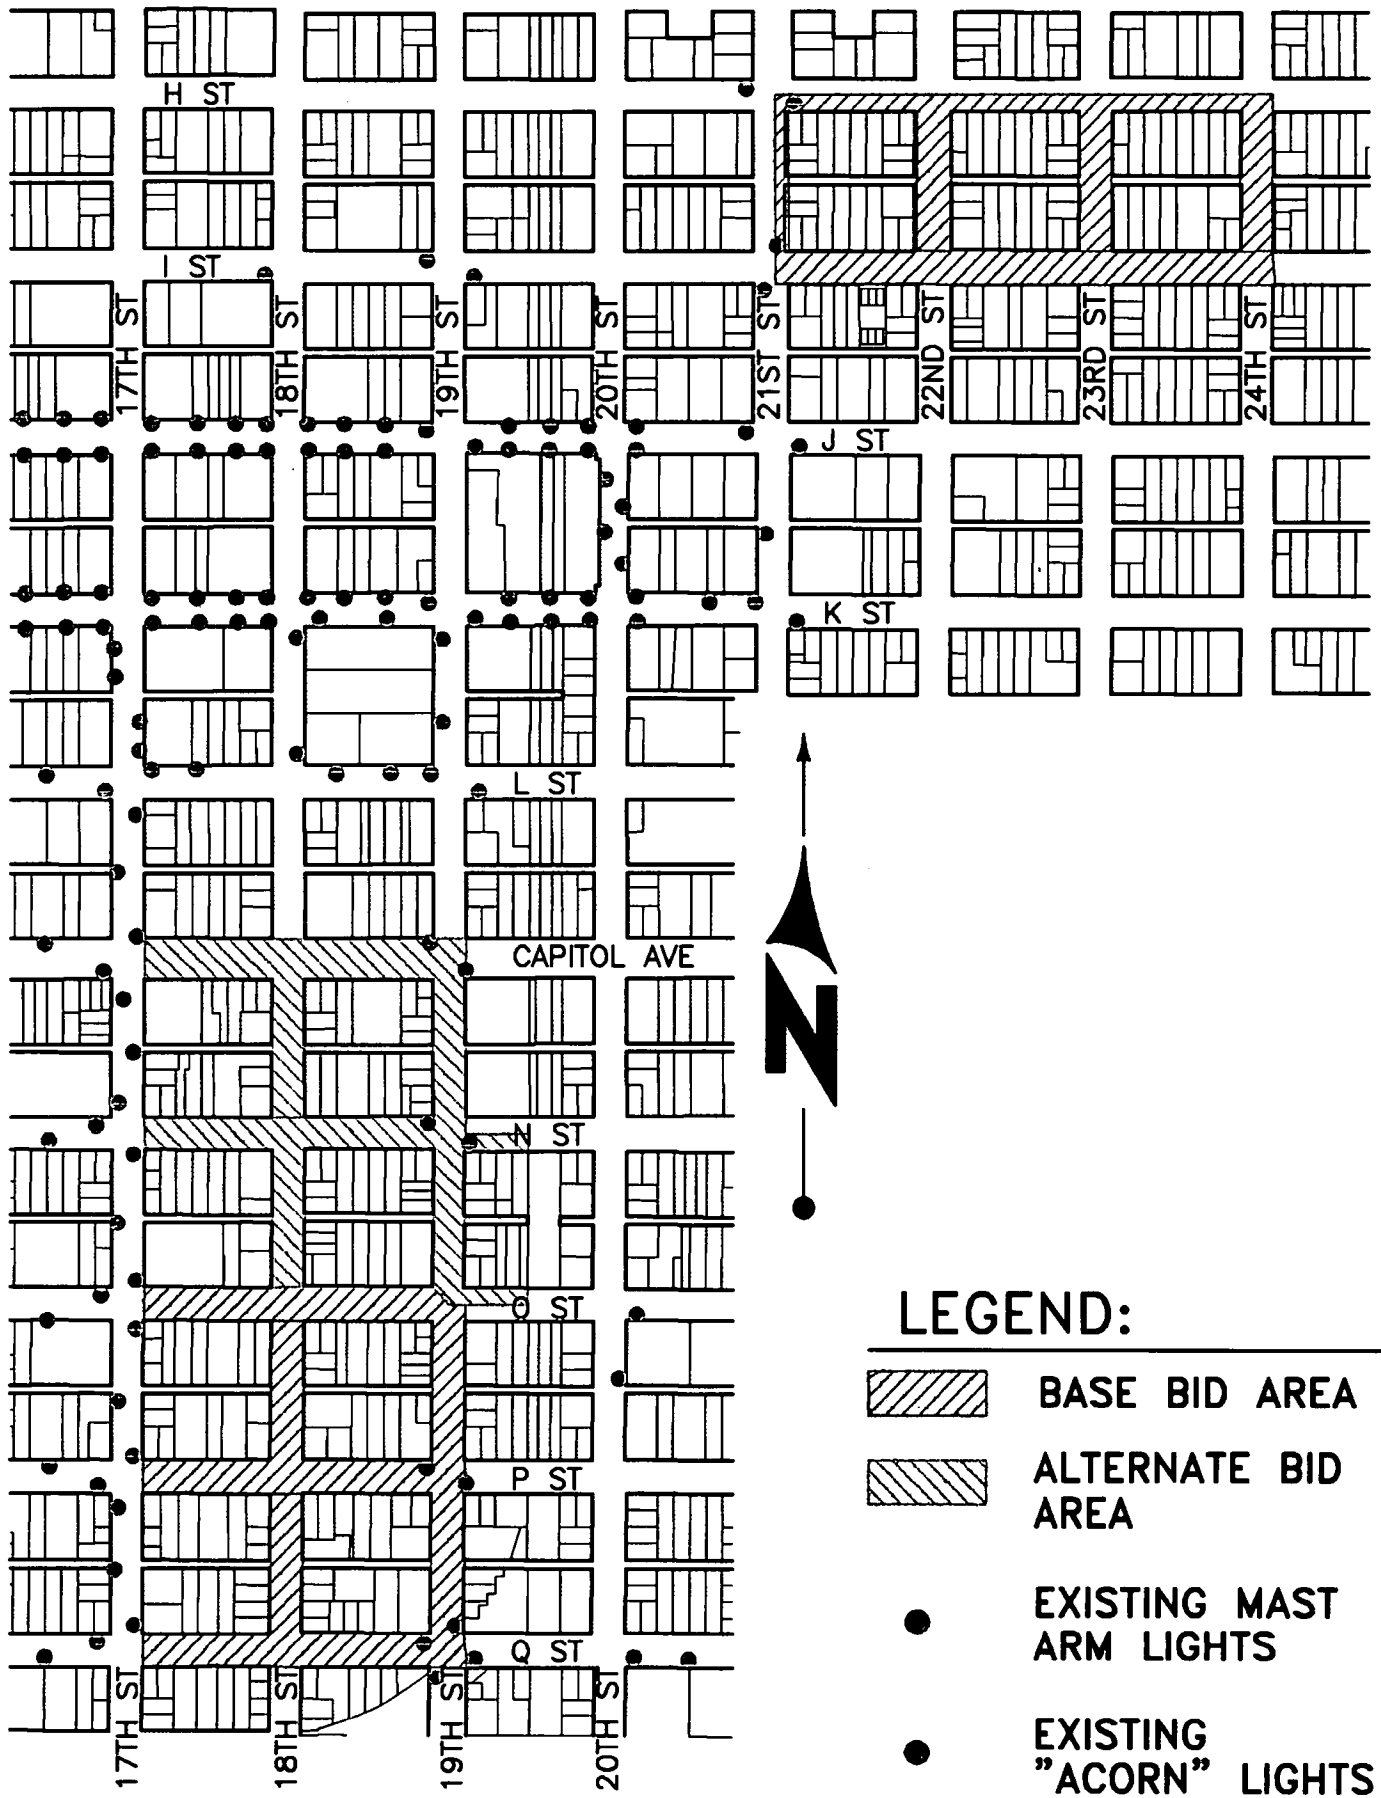 H ST
I ST
17TH ST
18TH ST
19TH ST
20TH ST
21ST ST
22ND ST
23RD ST
24TH ST
J ST
K ST
L ST
CAPITOL AVE
N
N ST
O ST
P ST
Q ST
17TH ST
18TH ST
19TH ST
20TH ST
LEGEND:
BASE BID AREA
ALTERNATE BID
AREA
EXISTING MAST
ARM LIGHTS
EXISTING
"ACORN" LIGHTS